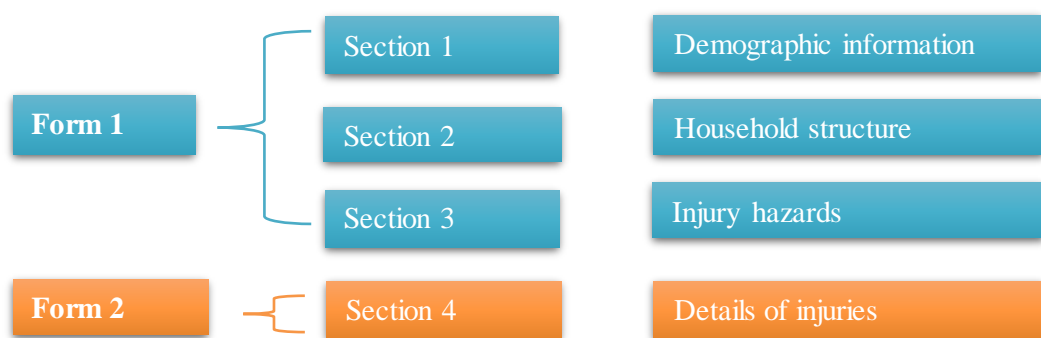 Section 1
Demographic information
Form 1
Section 2
Household structure
Section 3
Injury hazards
Form 2
Section 4
Details of injuries